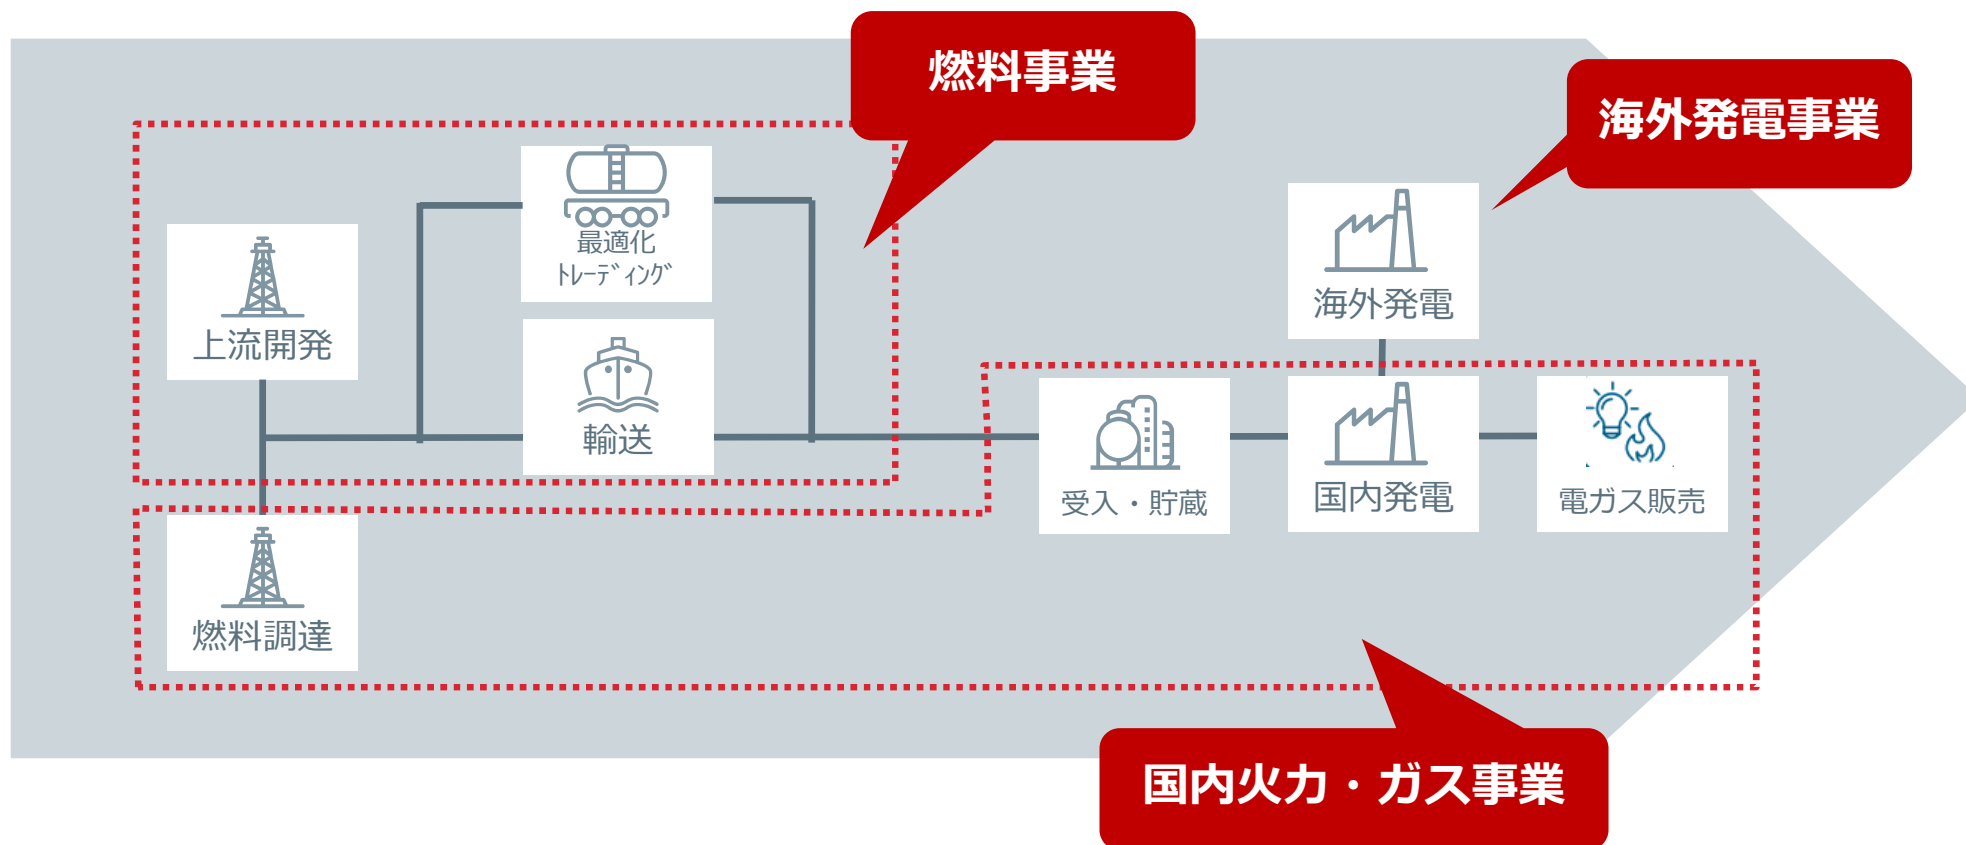 燃料事業
海外発電事業
最適化
ﾄﾚｰﾃﾞｨﾝｸﾞ
海外発電
上流開発
輸送
受入・貯蔵
国内発電
電ガス販売
燃料調達
国内火力・ガス事業